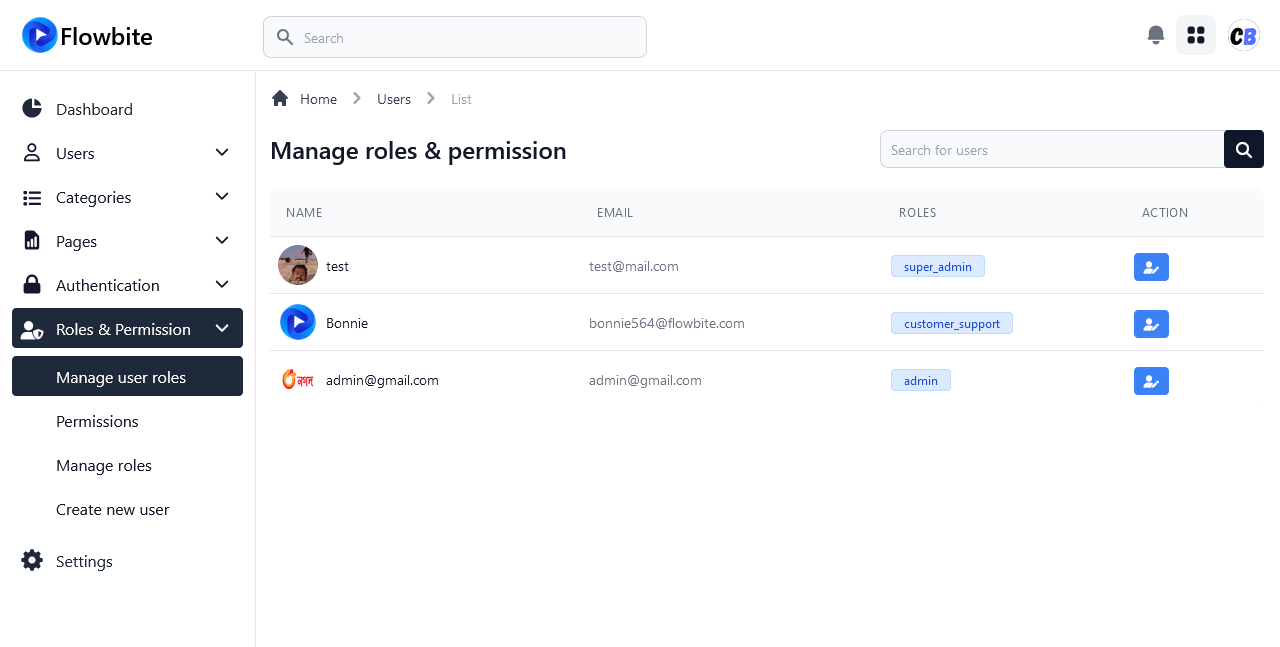 Flowbite
Search
CB
Dashboard
Users
Categories
Pages
Authentication
Roles & Permission
Manage user roles
Permissions
Manage roles
Create new user
Settings
Home Users List
Manage roles & permission
Search for users
NAME EMAIL ROLES ACTION
test test@mail.com super_admin
Bonnie bonnie564@flowbite.com customer_support
নগদ admin@gmail.com admin@gmail.com admin